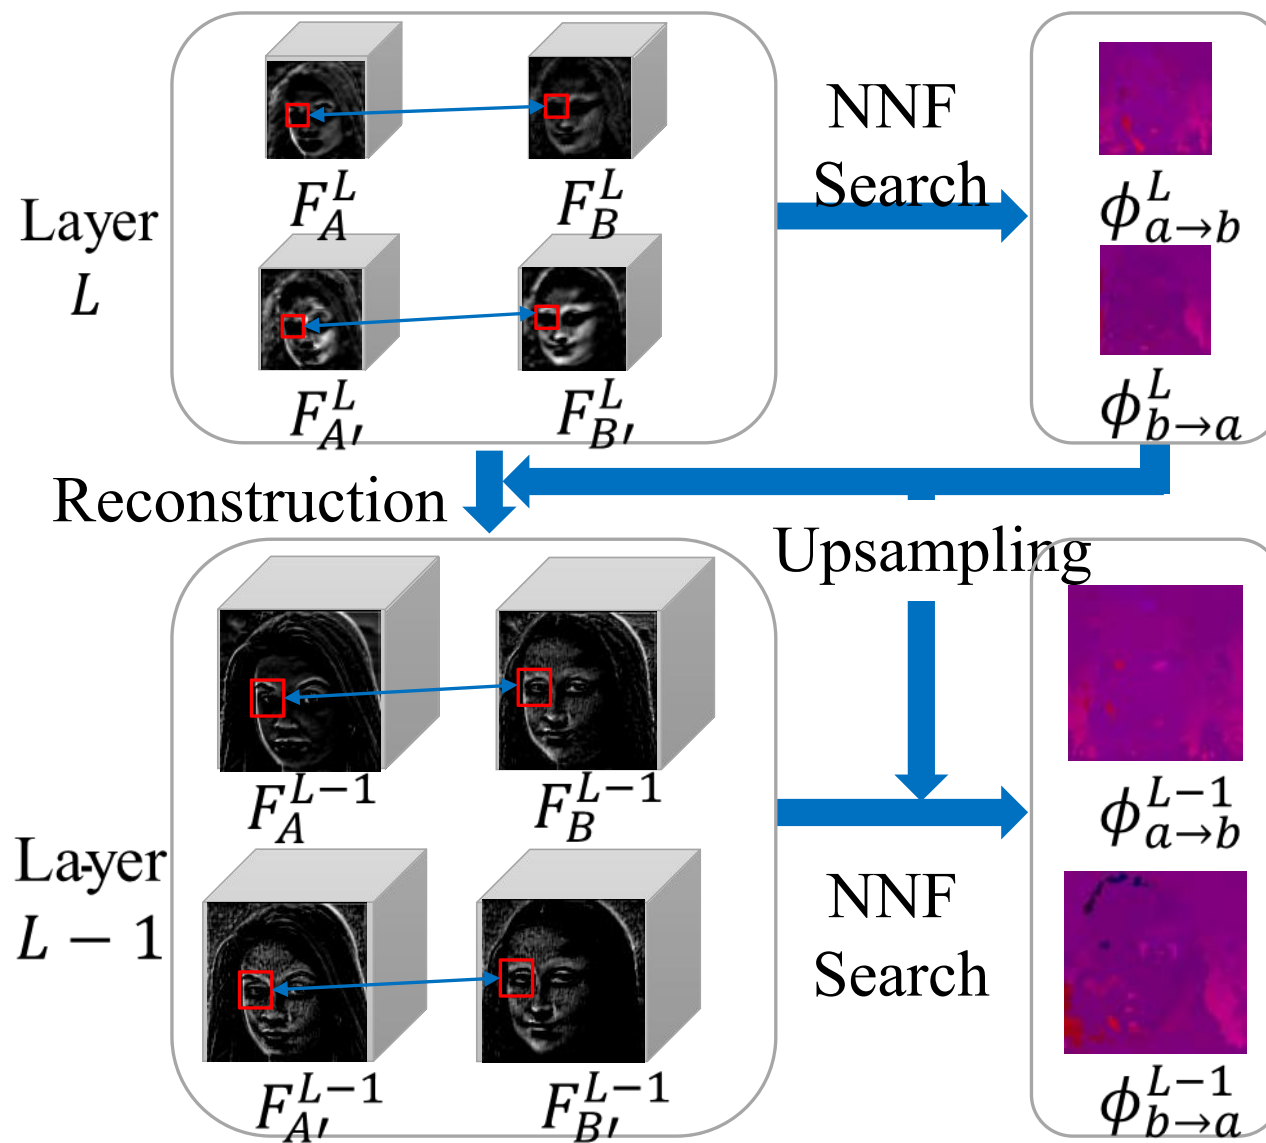 Layer
L
F_A^L
F_B^L
F_{A'}^L
F_{B'}^L
NNF
Search
ϕ_{a→b}^L
ϕ_{b→a}^L
Reconstruction
Upsampling
Layer
L − 1
F_A^{L−1}
F_B^{L−1}
F_{A'}^{L−1}
F_{B'}^{L−1}
NNF
Search
ϕ_{a→b}^{L−1}
ϕ_{b→a}^{L−1}